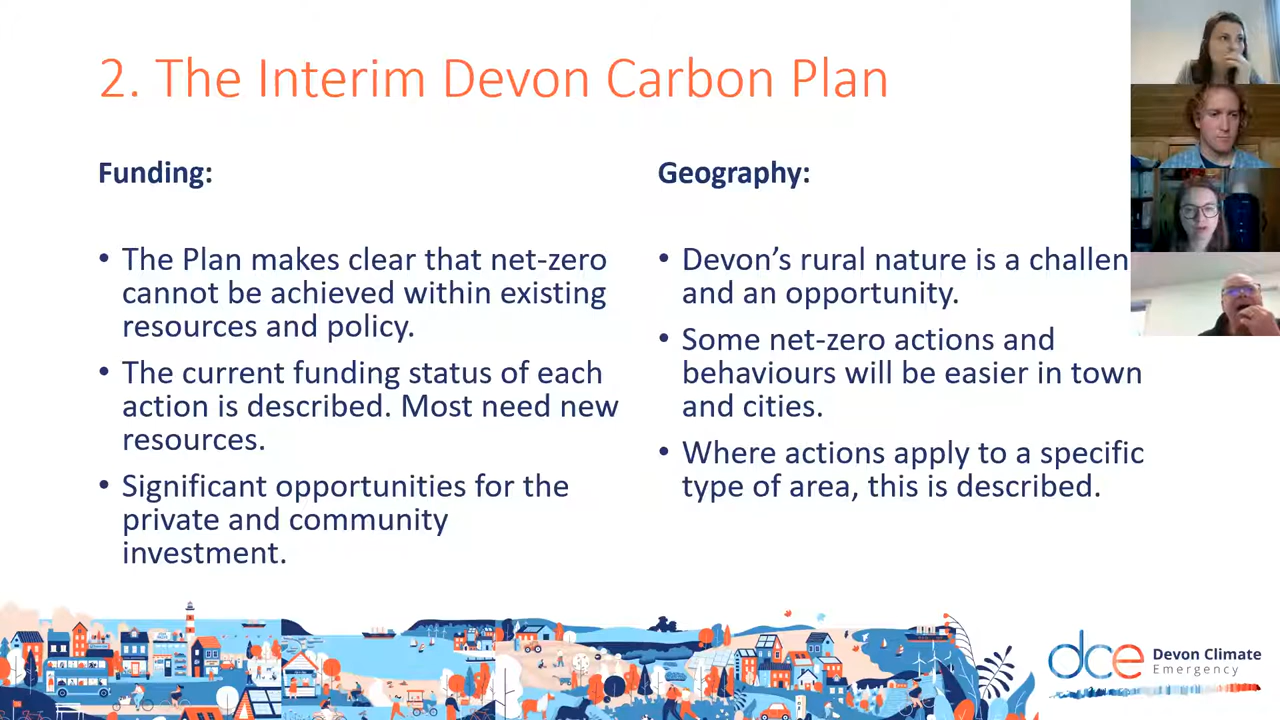 2. The Interim Devon Carbon Plan
Funding:
• The Plan makes clear that net-zero
cannot be achieved within existing
resources and policy.
• The current funding status of each
action is described. Most need new
resources.
• Significant opportunities for the
private and community
investment.
Geography:
• Devon’s rural nature is a challen
and an opportunity.
• Some net-zero actions and
behaviours will be easier in town
and cities.
• Where actions apply to a specific
type of area, this is described.
dce Devon Climate
Emergency